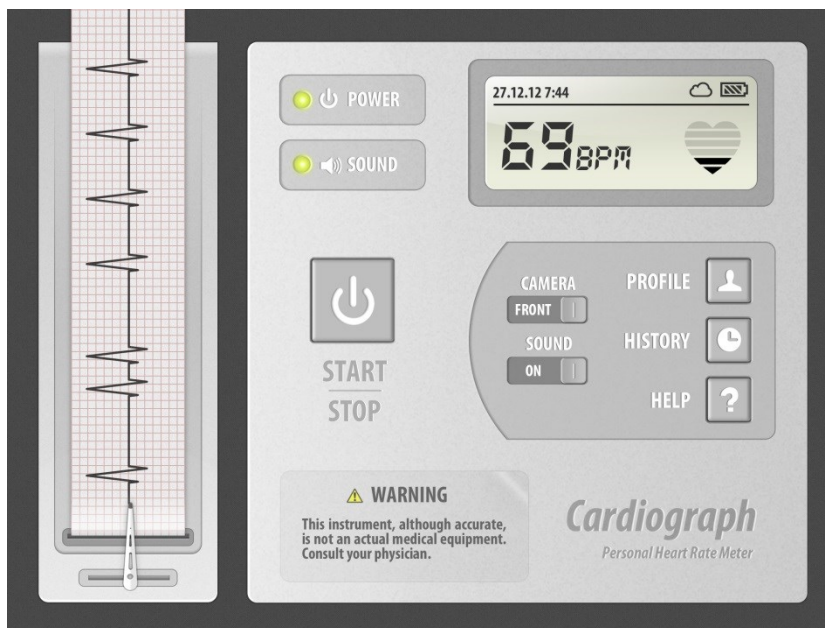 POWER
SOUND
27.12.12 7:44
69BPM
CAMERA
FRONT
SOUND
ON
PROFILE
HISTORY
HELP
?
START
STOP
WARNING
This instrument, although accurate,
is not an actual medical equipment.
Consult your physician.
Cardiograph
Personal Heart Rate Meter